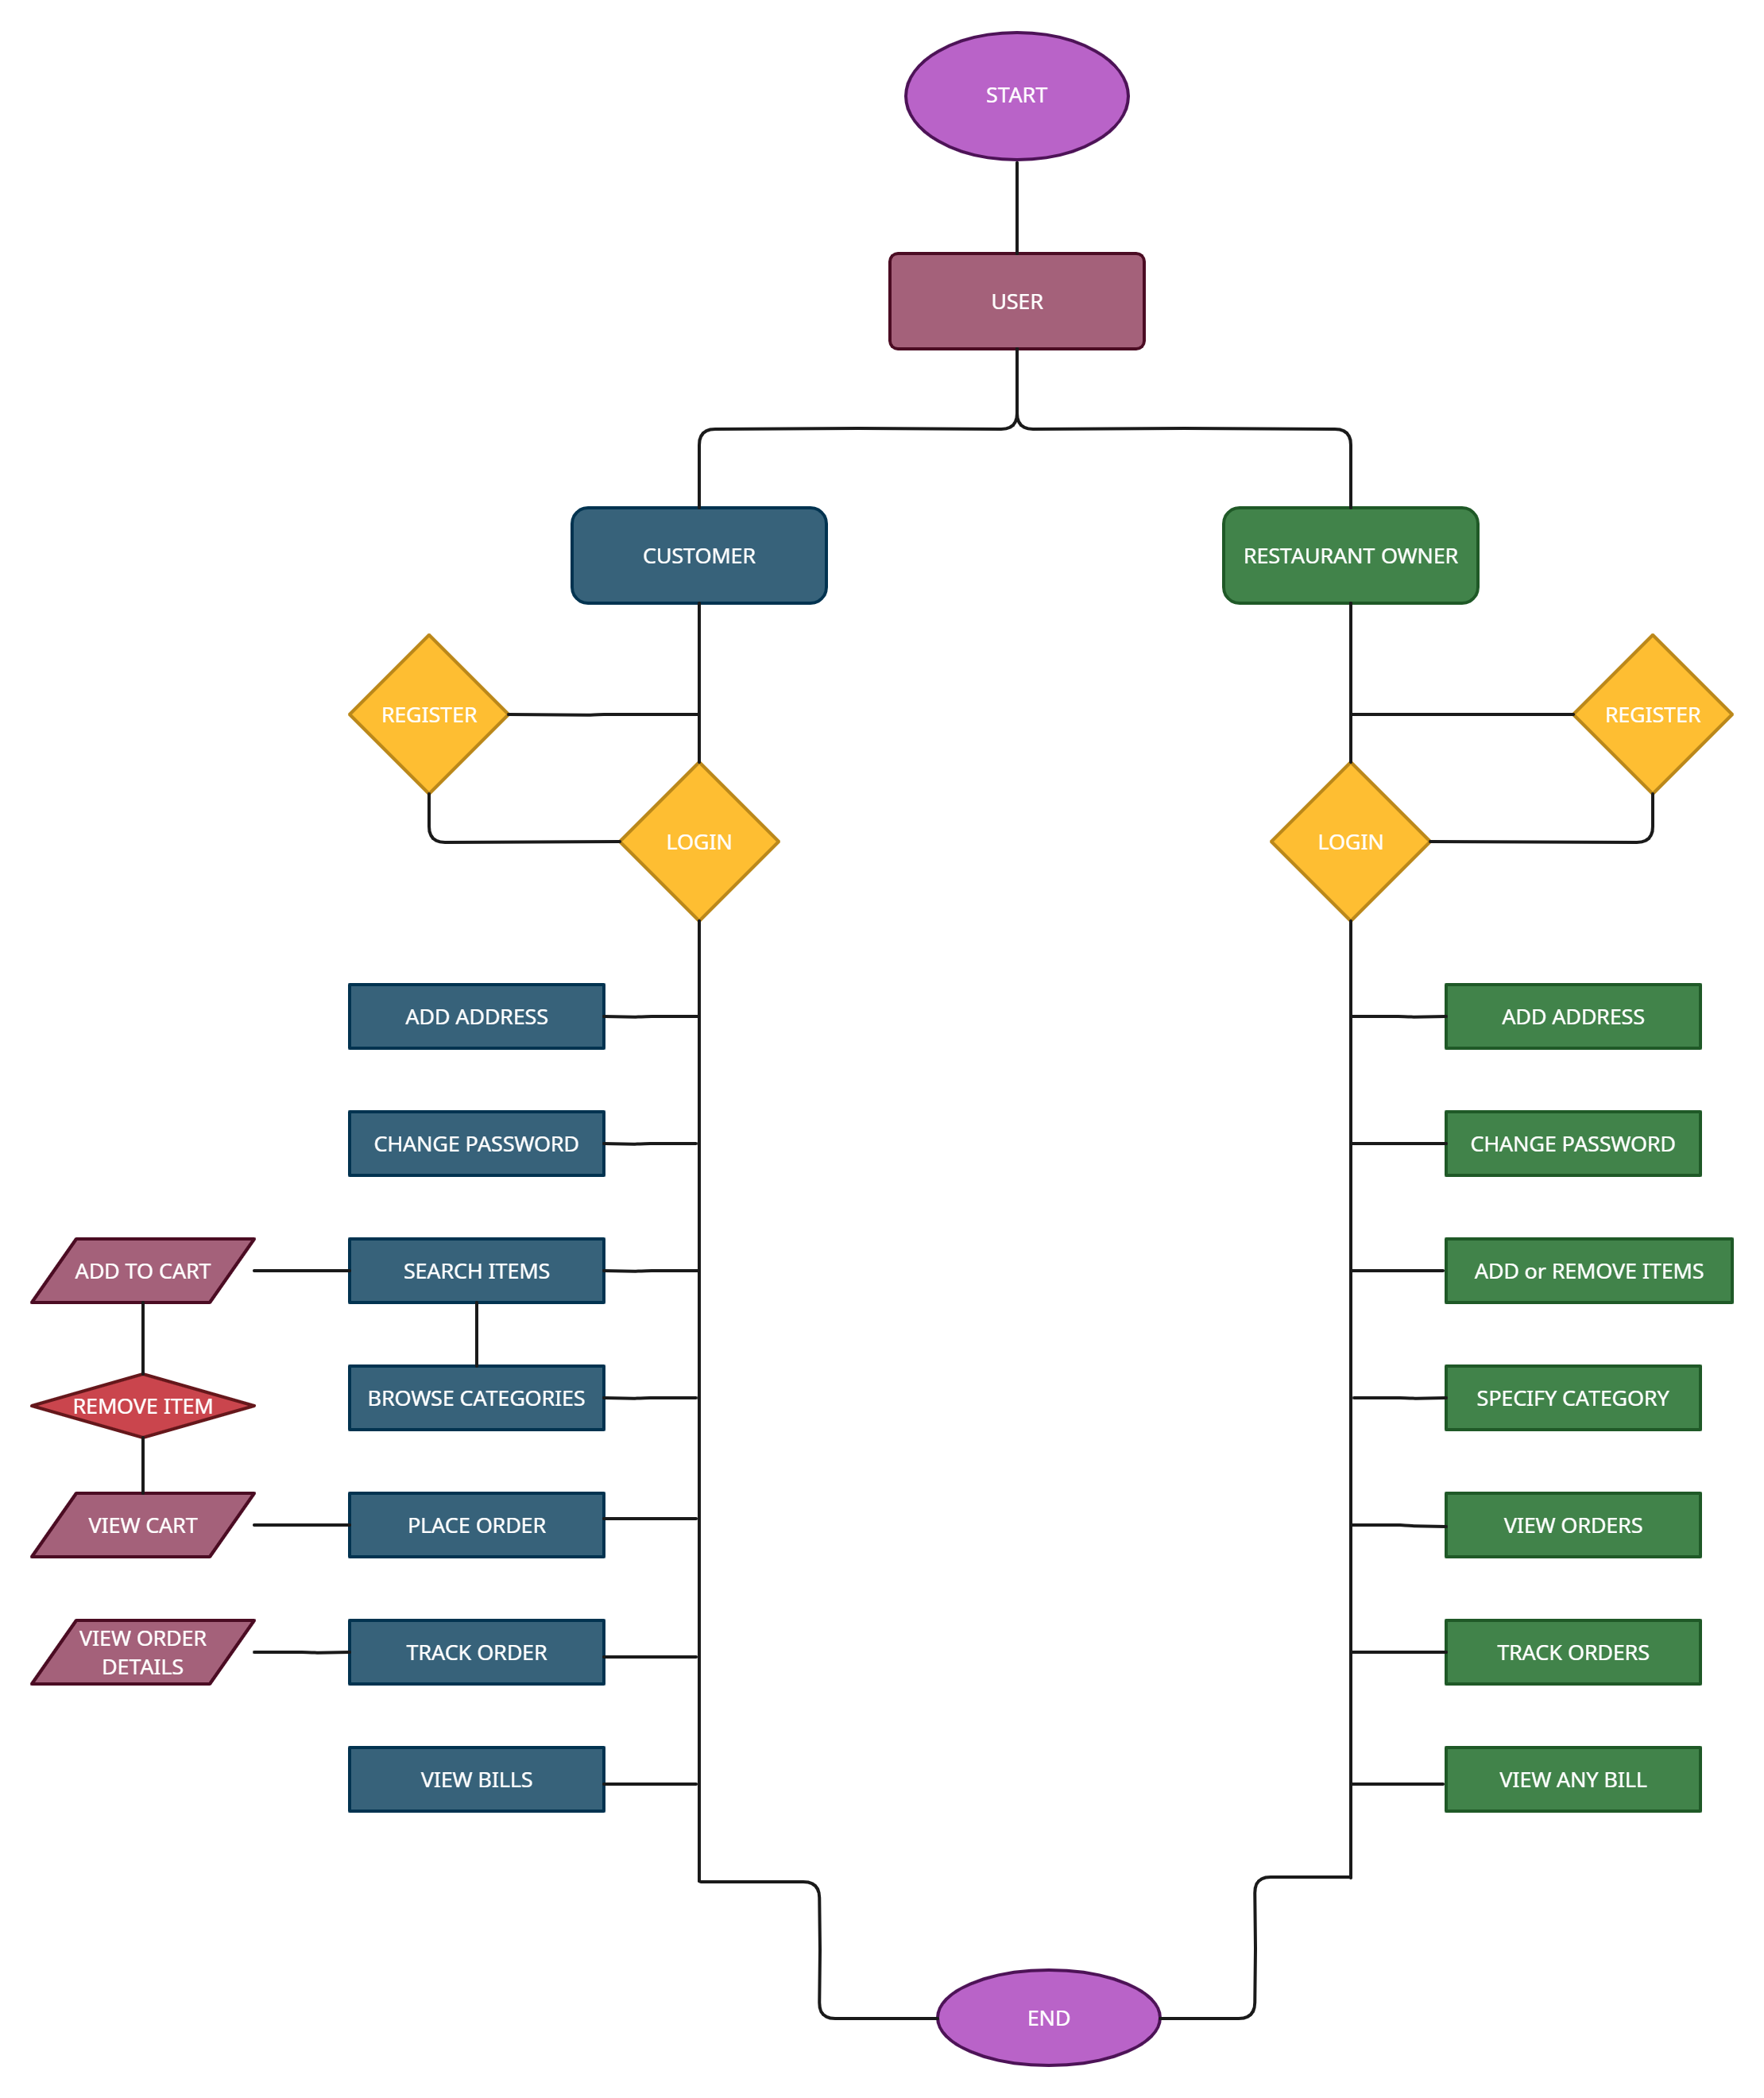 START
USER
CUSTOMER
RESTAURANT OWNER
REGISTER
REGISTER
LOGIN
LOGIN
ADD ADDRESS
ADD ADDRESS
CHANGE PASSWORD
CHANGE PASSWORD
ADD TO CART
SEARCH ITEMS
ADD or REMOVE ITEMS
REMOVE ITEM
BROWSE CATEGORIES
SPECIFY CATEGORY
VIEW CART
PLACE ORDER
VIEW ORDERS
VIEW ORDER
DETAILS
TRACK ORDER
TRACK ORDERS
VIEW BILLS
VIEW ANY BILL
END